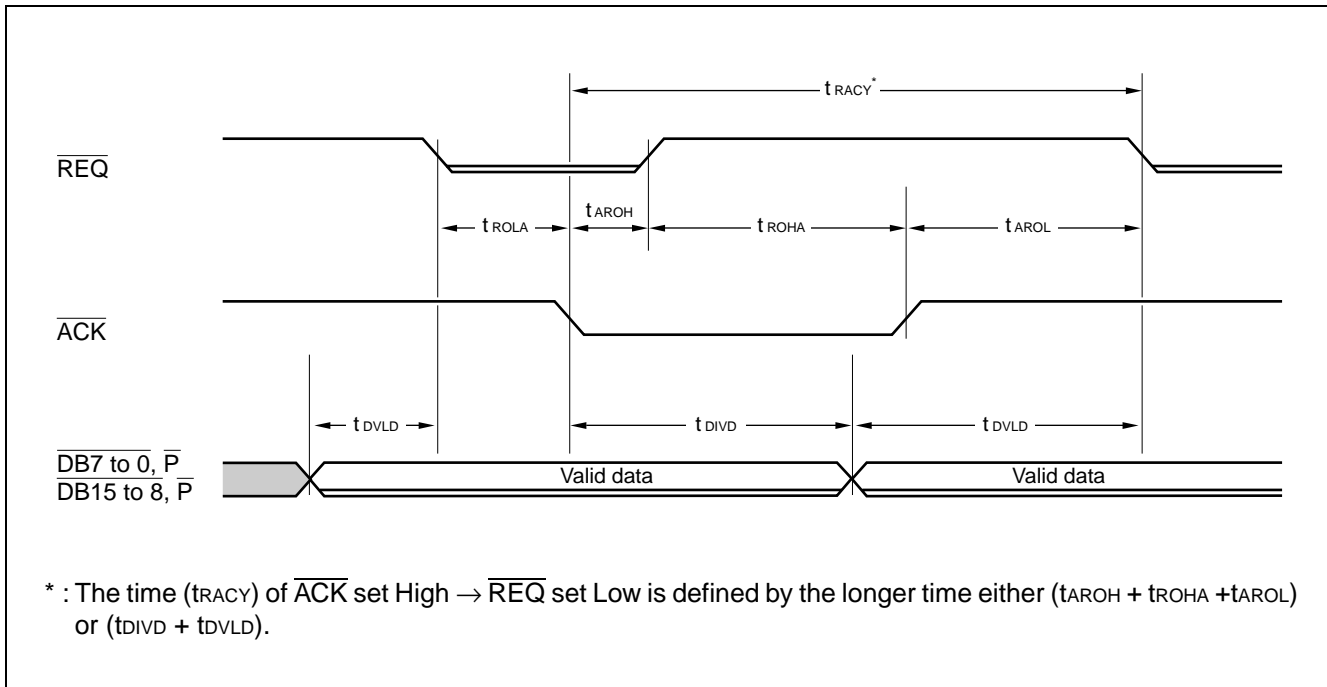 t RACY*
REQ
t ROLA
t AROH
t ROHA
t AROL
ACK
t DVLD
t DIVD
t DVLD
DB7 to 0, P
DB15 to 8, P
Valid data
Valid data
* : The time (tRACY) of ACK set High → REQ set Low is defined by the longer time either (tAROH + tROHA +tAROL)
or (tDIVD + tDVLD).